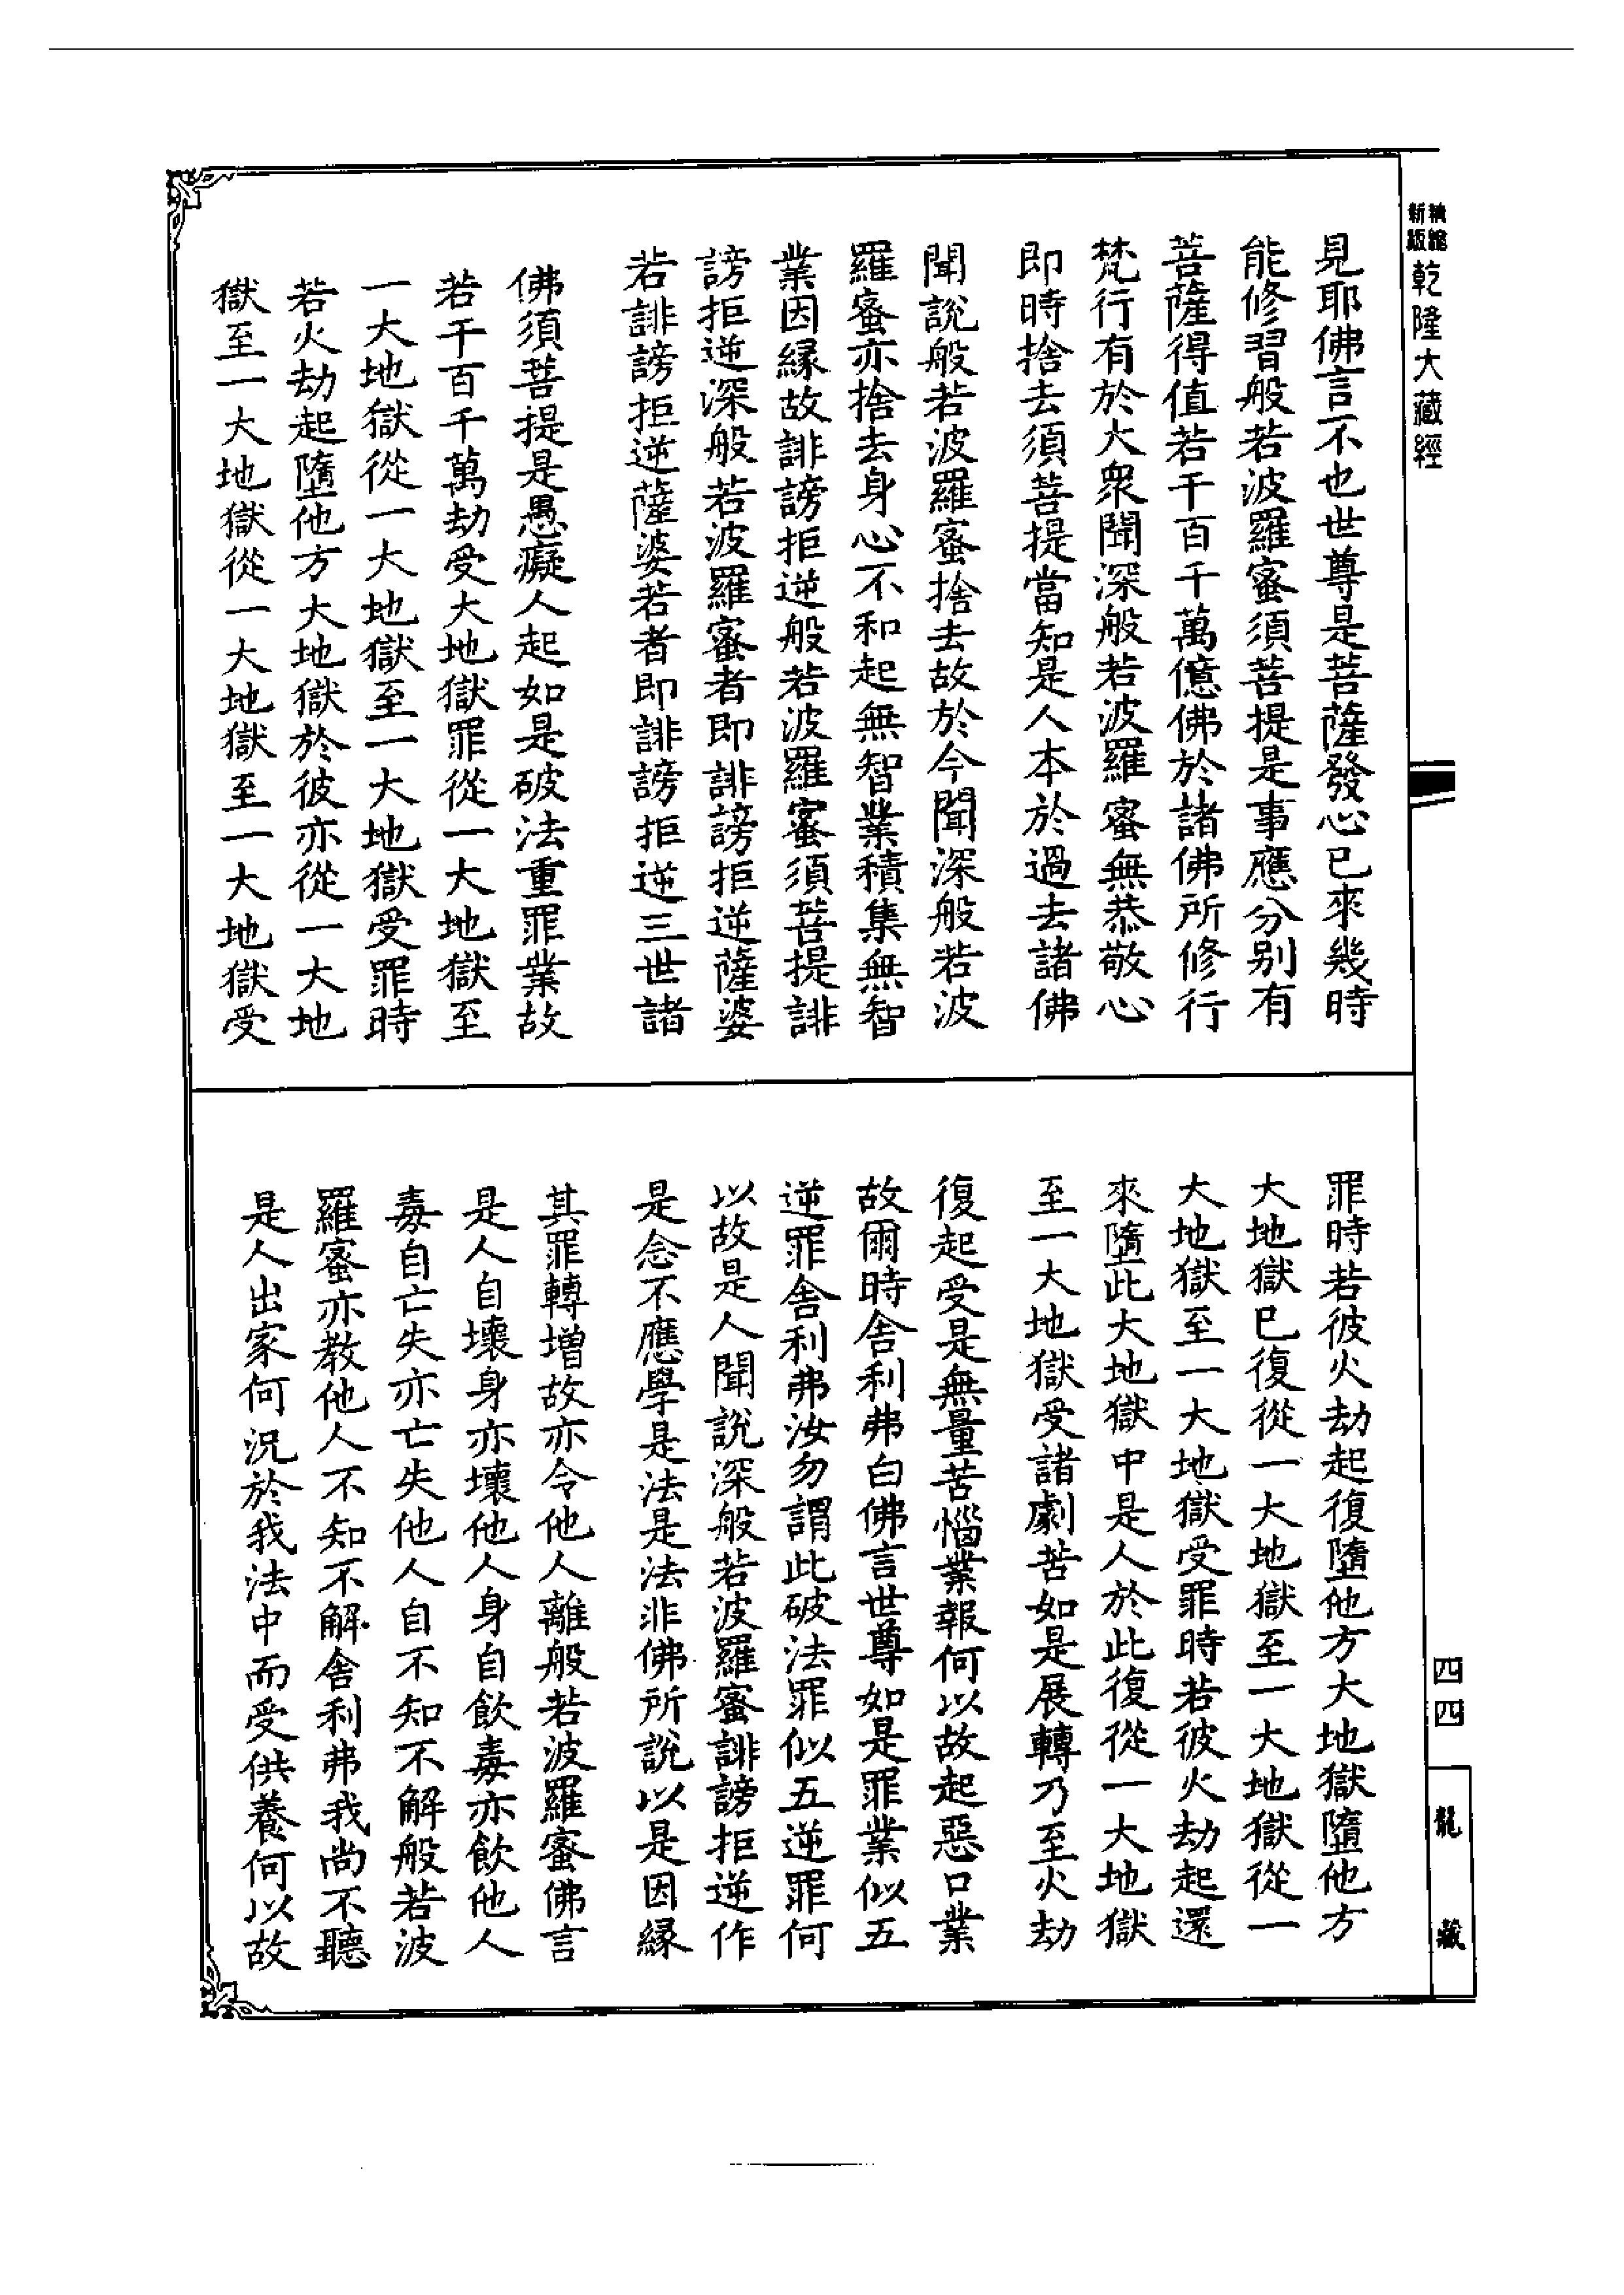 新版
精縮
乾隆大藏經
見耶佛言不也世尊是菩薩發心已來幾時
能修習般若波羅蜜須菩提是事應分別有
菩薩得值若千百千萬億佛於諸佛所修行
梵行有於大眾聞深般若波羅蜜無恭敬心
即時捨去須菩提當知是人本於過去諸佛
聞說般若波羅蜜捨去故於今聞深般若波
羅蜜亦捨去身心不和起無智業積集無智
業因緣故誹謗拒逆般若波羅蜜須菩提誹
謗拒逆深般若波羅蜜者即誹謗拒逆薩婆
若誹謗拒逆薩婆若者即誹謗拒逆三世諸
佛須菩提是愚癡人起如是破法重罪業故
若千百千萬劫受大地獄罪從一大地獄至
一大地獄從一大地獄至一大地獄受罪時
若火劫起墮他方大地獄於彼亦從一大地
獄至一大地獄從一大地獄至一大地獄受
罪時若彼火劫起復墮他方大地獄墮他方
大地獄已復從一大地獄至一大地獄從一
大地獄至一大地獄受罪時若彼火劫起還
來墮此大地獄中是人於此復從一大地獄
至一大地獄受諸劇苦如是展轉乃至火劫
復起受是無量苦惱業報何以故起惡口業
故爾時舍利弗白佛言世尊如是罪業似五
逆罪舍利弗汝勿謂此破法罪似五逆罪何
以故是人聞說深般若波羅蜜誹謗拒逆作
是念不應學是法是法非佛所說以是因緣
其罪轉增故亦令他人離般若波羅蜜佛言
是人自壞身亦壞他人身自飲毒亦飲他人
毒自亡失亦亡失他人自不知不解般若波
羅蜜亦教他人不知不解舍利弗我尚不聽
是人出家何況於我法中而受供養何以故
四四
龍藏